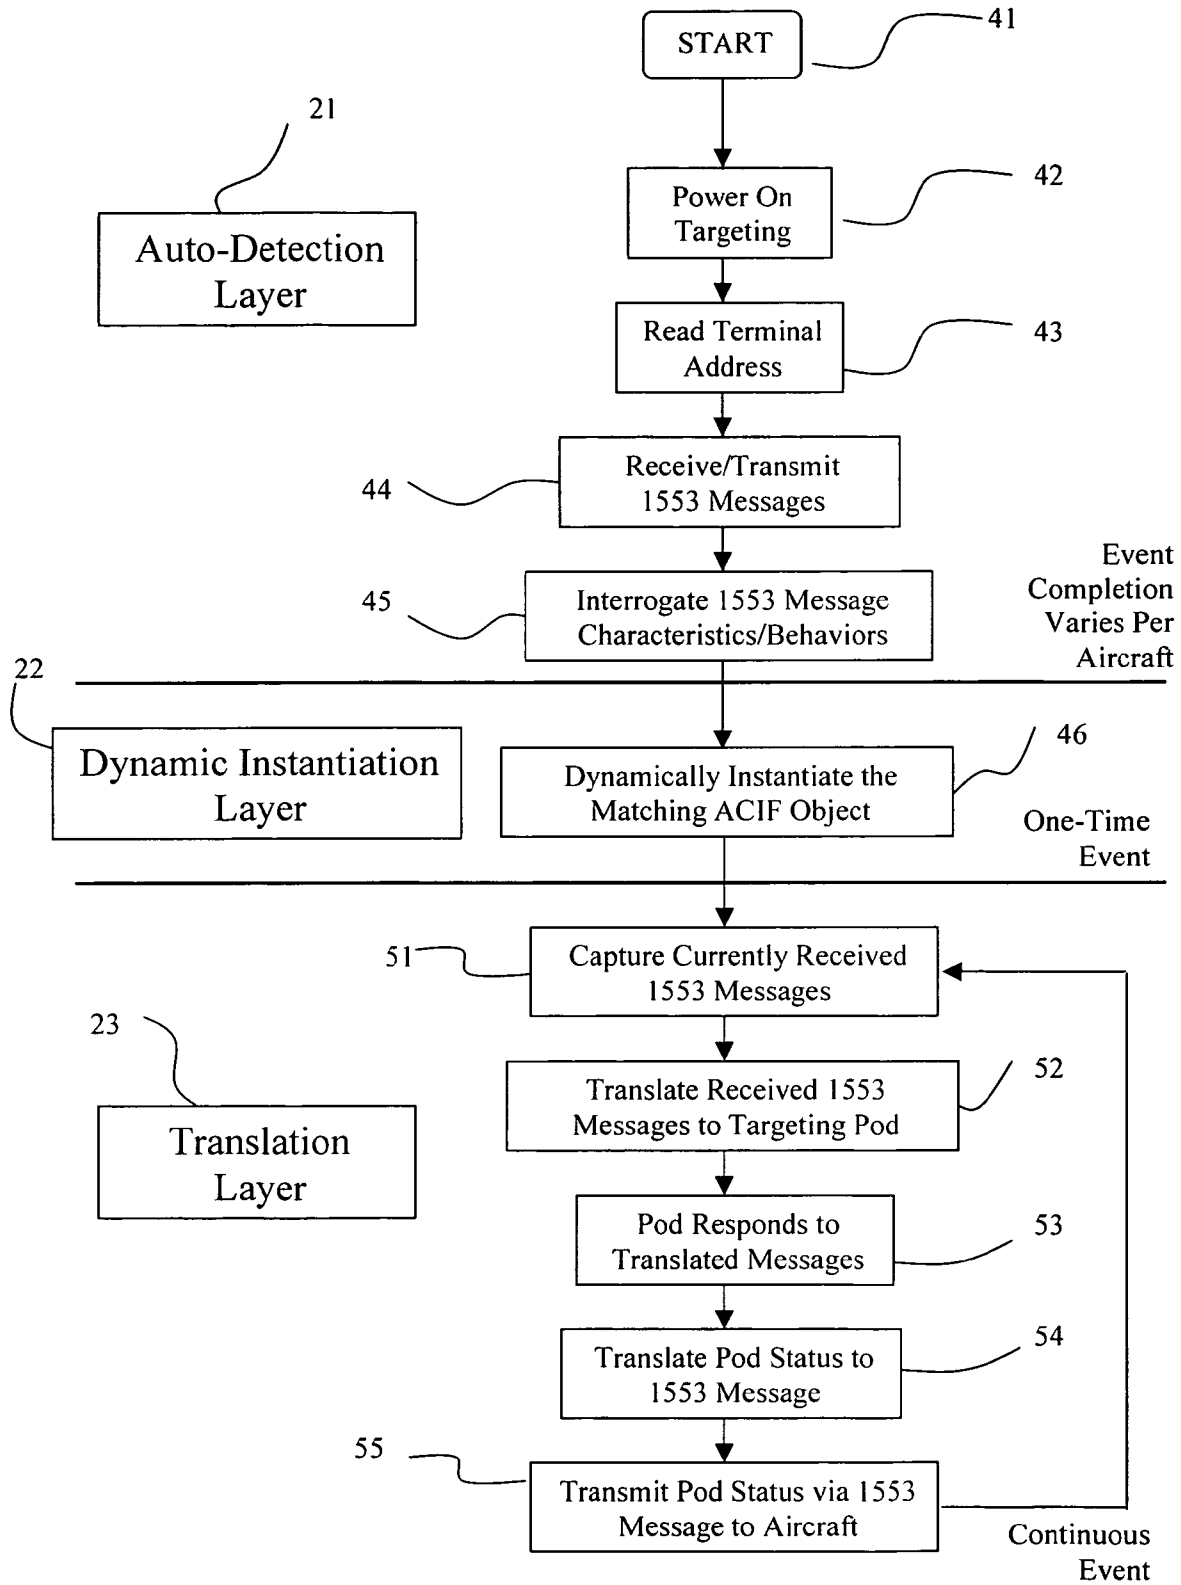 START
41
21
Power On
Targeting
42
Auto-Detection
Layer
Read Terminal
Address
43
Receive/Transmit
1553 Messages
44
Interrogate 1553 Message
Characteristics/Behaviors
45
Event
Completion
Varies Per
Aircraft
22
Dynamic Instantiation
Layer
Dynamically Instantiate the
Matching ACIF Object
46
One-Time
Event
Capture Currently Received
1553 Messages
51
23
Translate Received 1553
Messages to Targeting Pod
52
Translation
Layer
Pod Responds to
Translated Messages
53
Translate Pod Status to
1553 Message
54
55
Transmit Pod Status via 1553
Message to Aircraft
Continuous
Event